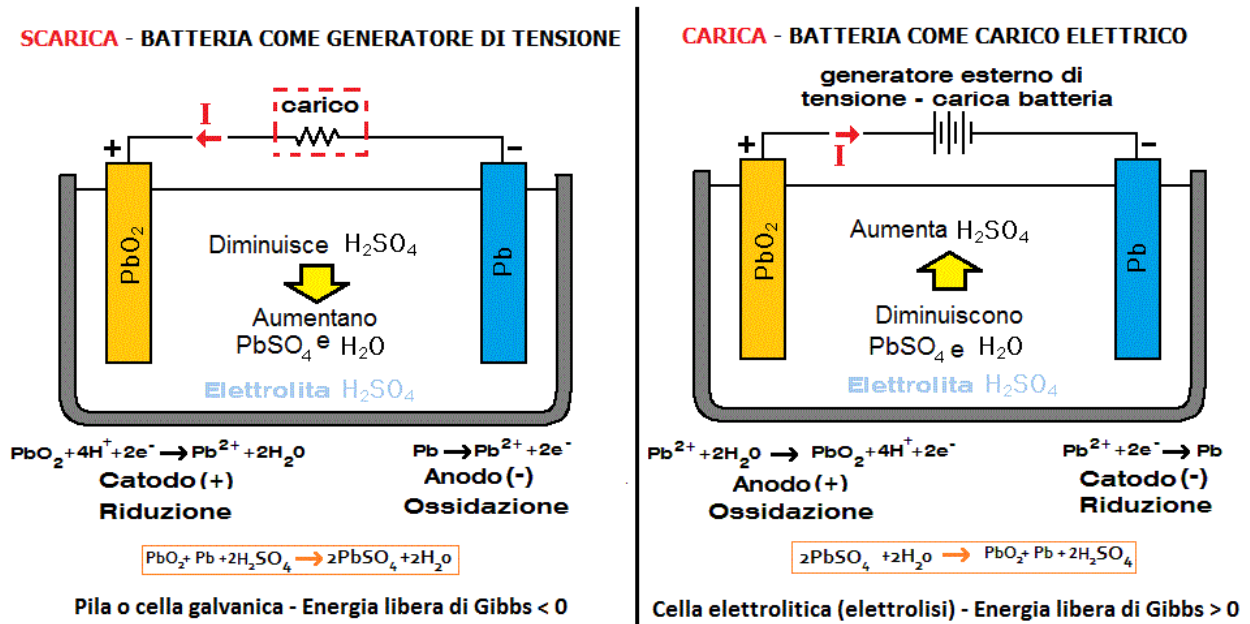 SCARICA - BATTERIA COME GENERATORE DI TENSIONE
carico
I
+
-
PbO₂
Pb
Diminuisce H₂SO₄
Aumentano
PbSO₄ e H₂O
Elettrolita H₂SO₄
PbO₂+4H⁺+2e⁻ → Pb²⁺+2H₂O
Catodo (+)
Riduzione
Pb → Pb²⁺+2e⁻
Anodo (-)
Ossidazione
PbO₂+ Pb +2H₂SO₄ → 2PbSO₄ +2H₂O
Pila o cella galvanica - Energia libera di Gibbs < 0
CARICA - BATTERIA COME CARICO ELETTRICO
generatore esterno di
tensione - carica batteria
+
I
-
PbO₂
Pb
Aumenta H₂SO₄
Diminuiscono
PbSO₄ e H₂O
Elettrolita H₂SO₄
Pb²⁺+2H₂O → PbO₂+4H⁺+2e⁻
Anodo (+)
Ossidazione
Pb²⁺+2e⁻ → Pb
Catodo (-)
Riduzione
2PbSO₄ +2H₂O → PbO₂+ Pb + 2H₂SO₄
Cella elettrolitica (elettrolisi) - Energia libera di Gibbs > 0